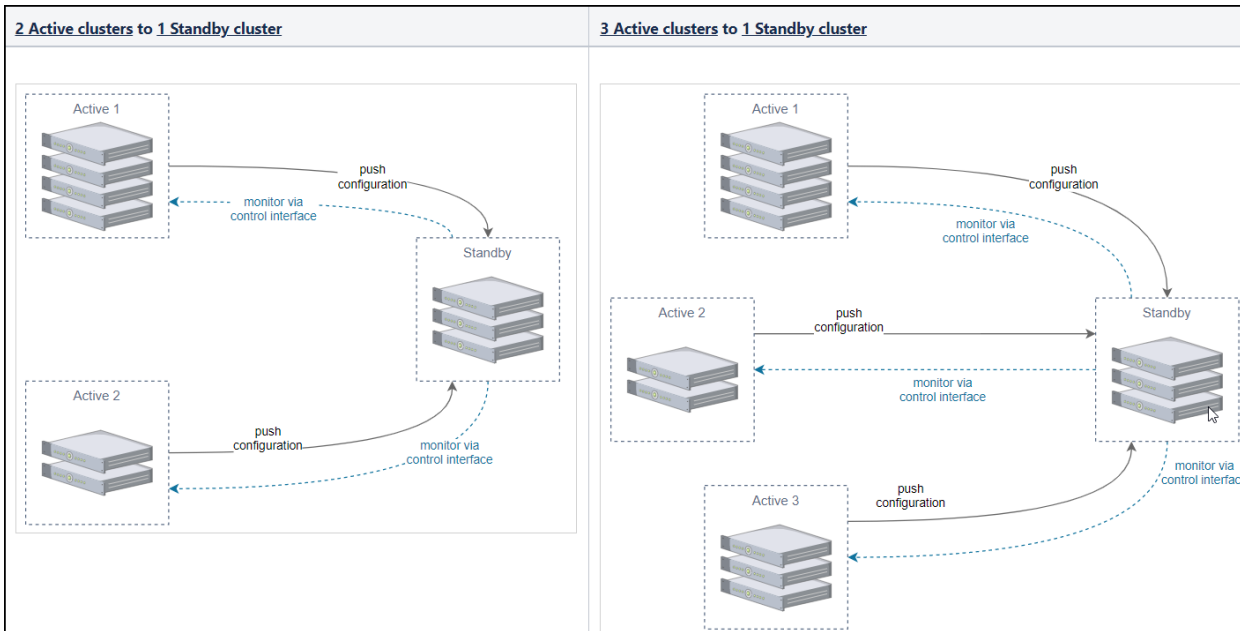 2 Active clusters to 1 Standby cluster
Active 1
push
configuration
monitor via
control interface
Standby
Active 2
push
configuration
monitor via
control interface
3 Active clusters to 1 Standby cluster
Active 1
push
configuration
monitor via
control interface
Active 2
push
configuration
Standby
monitor via
control interface
monitor via
control interfac
Active 3
push
configuration